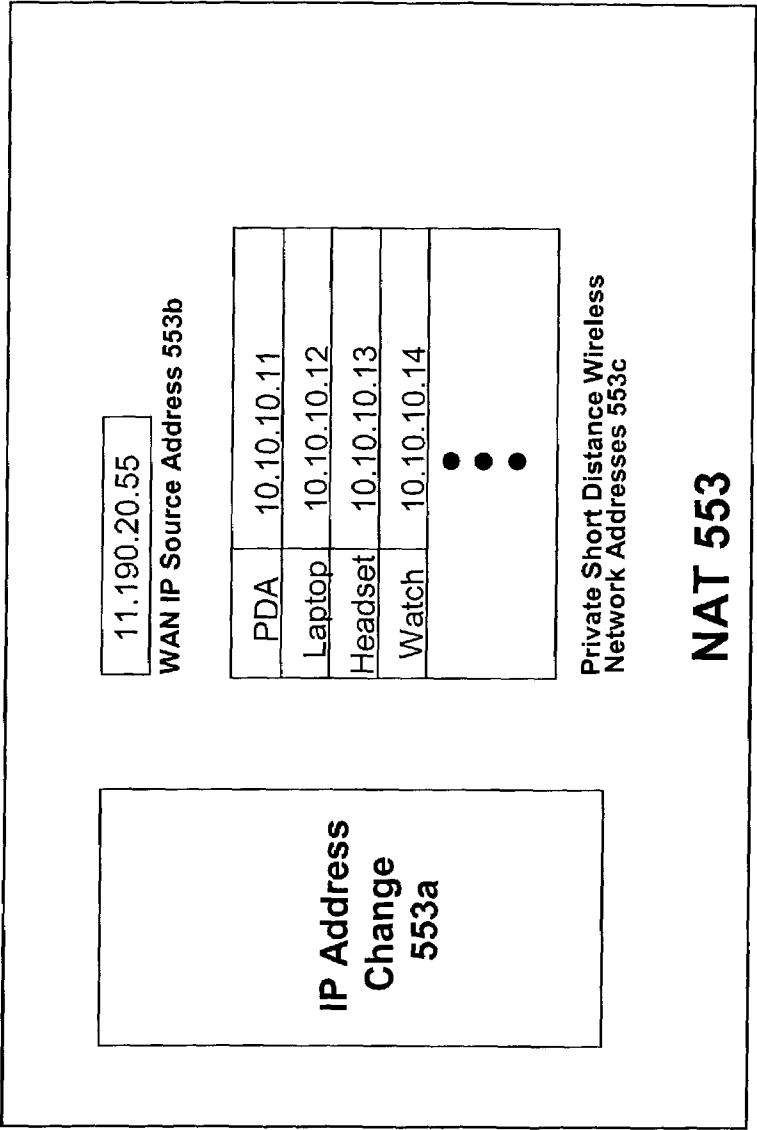 IP Address
Change
553a
11.190.20.55
WAN IP Source Address 553b
PDA 10.10.10.11
Laptop 10.10.10.12
Headset 10.10.10.13
Watch 10.10.10.14
Private Short Distance Wireless
Network Addresses 553c
NAT 553